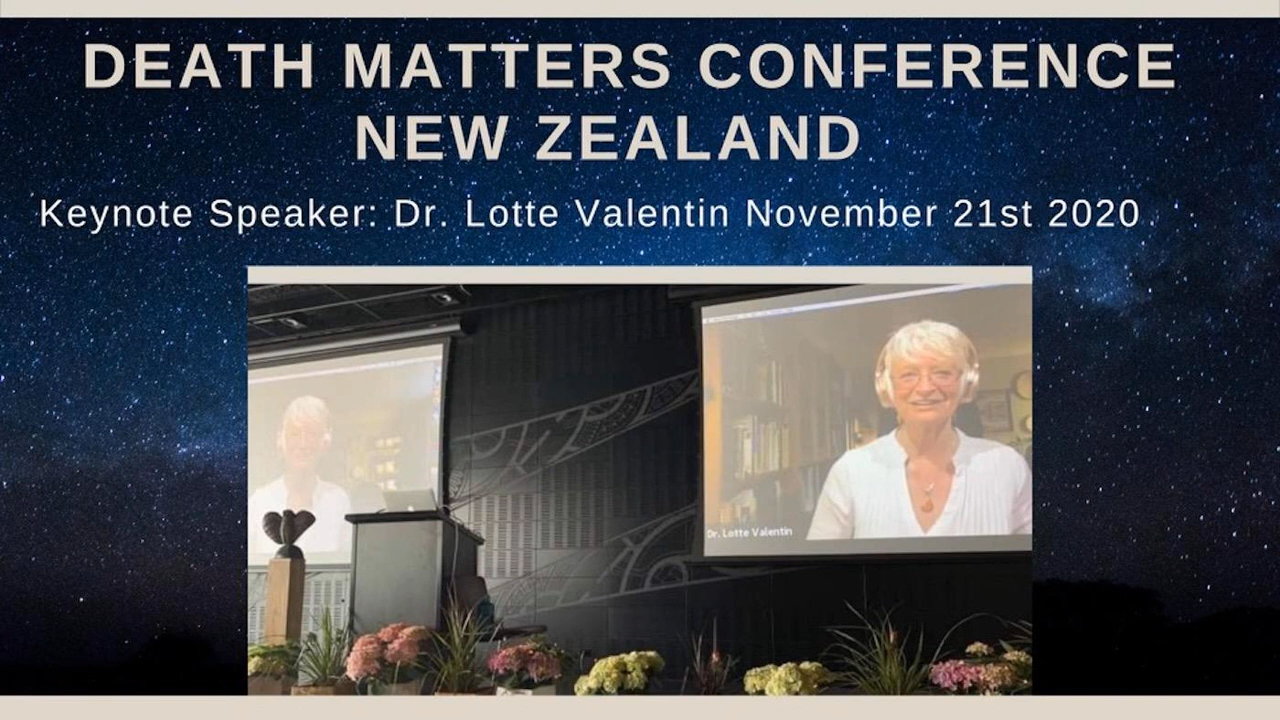 DEATH MATTERS CONFERENCE
NEW ZEALAND
Keynote Speaker: Dr. Lotte Valentin November 21st 2020
Dr. Lotte Valentin